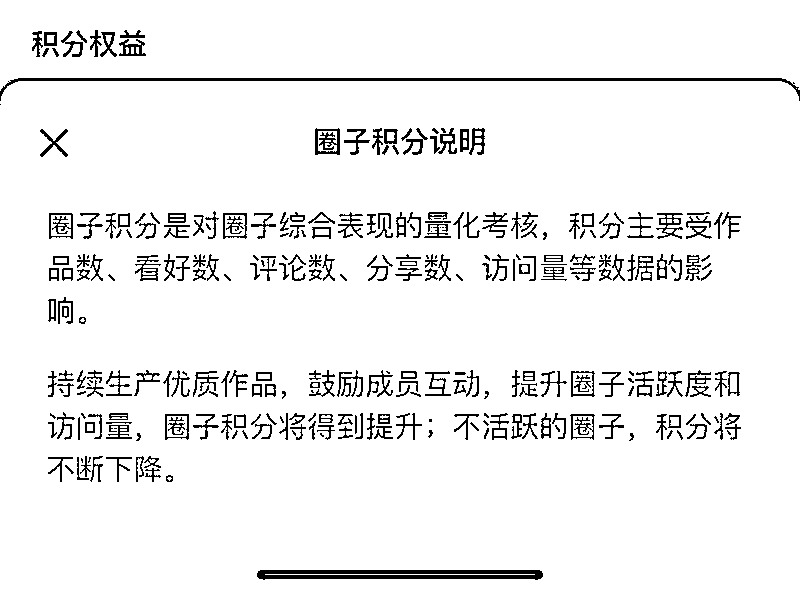 积分权益
圈子积分说明
圈子积分是对圈子综合表现的量化考核，积分主要受作
品数、看好数、评论数、分享数、访问量等数据的影
响。
持续生产优质作品，鼓励成员互动，提升圈子活跃度和
访问量，圈子积分将得到提升；不活跃的圈子，积分将
不断下降。